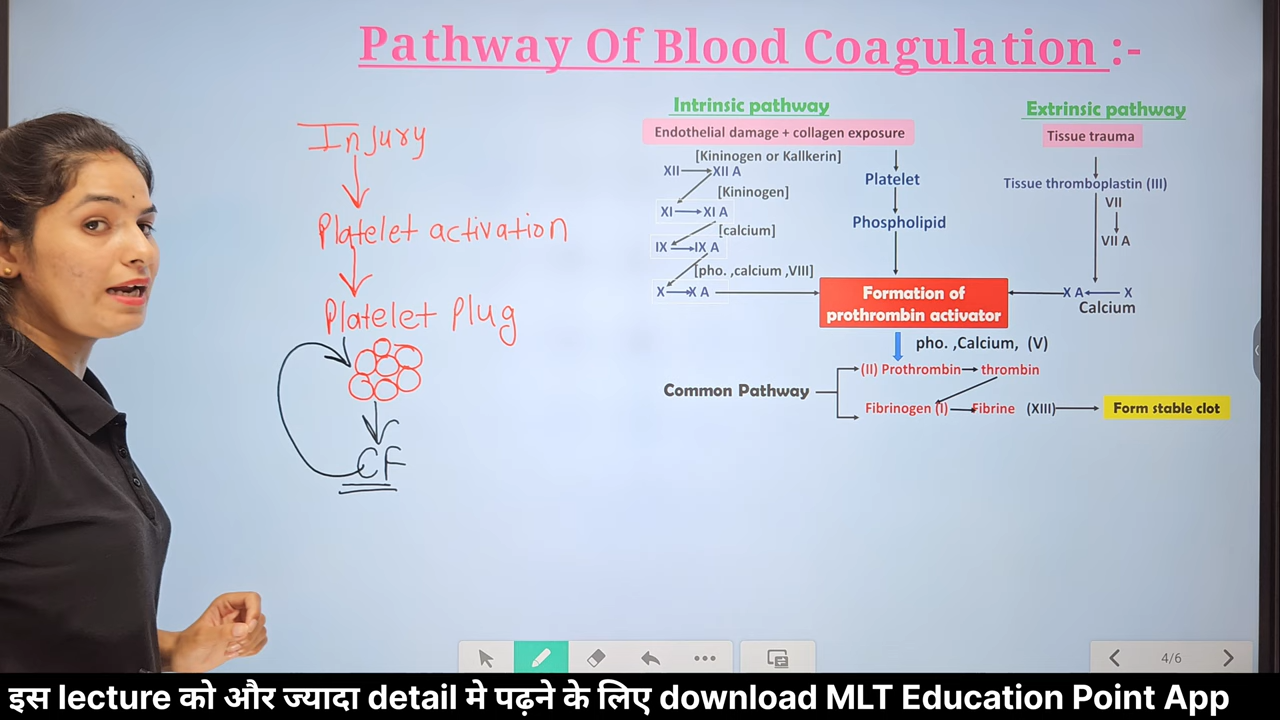 Pathway Of Blood Coagulation :-
Injury
Platelet activation
Platelet Plug
CF
Intrinsic pathway
Endothelial damage + collagen exposure
[Kininogen or Kallkerin]
XII XII A
[Kininogen]
XI XI A
[calcium]
IX IX A
[pho. ,calcium ,VIII]
X X A
Platelet
Phospholipid
Extrinsic pathway
Tissue trauma
Tissue thromboplastin (III)
VII
VII A
X A X
Calcium
Formation of
prothrombin activator
pho. ,Calcium, (V)
Common Pathway
(II) Prothrombin thrombin
Fibrinogen (I) Fibrine (XIII) Form stable clot
4/6
इस lecture को और ज्यादा detail मे पढ़ने के लिए download MLT Education Point App